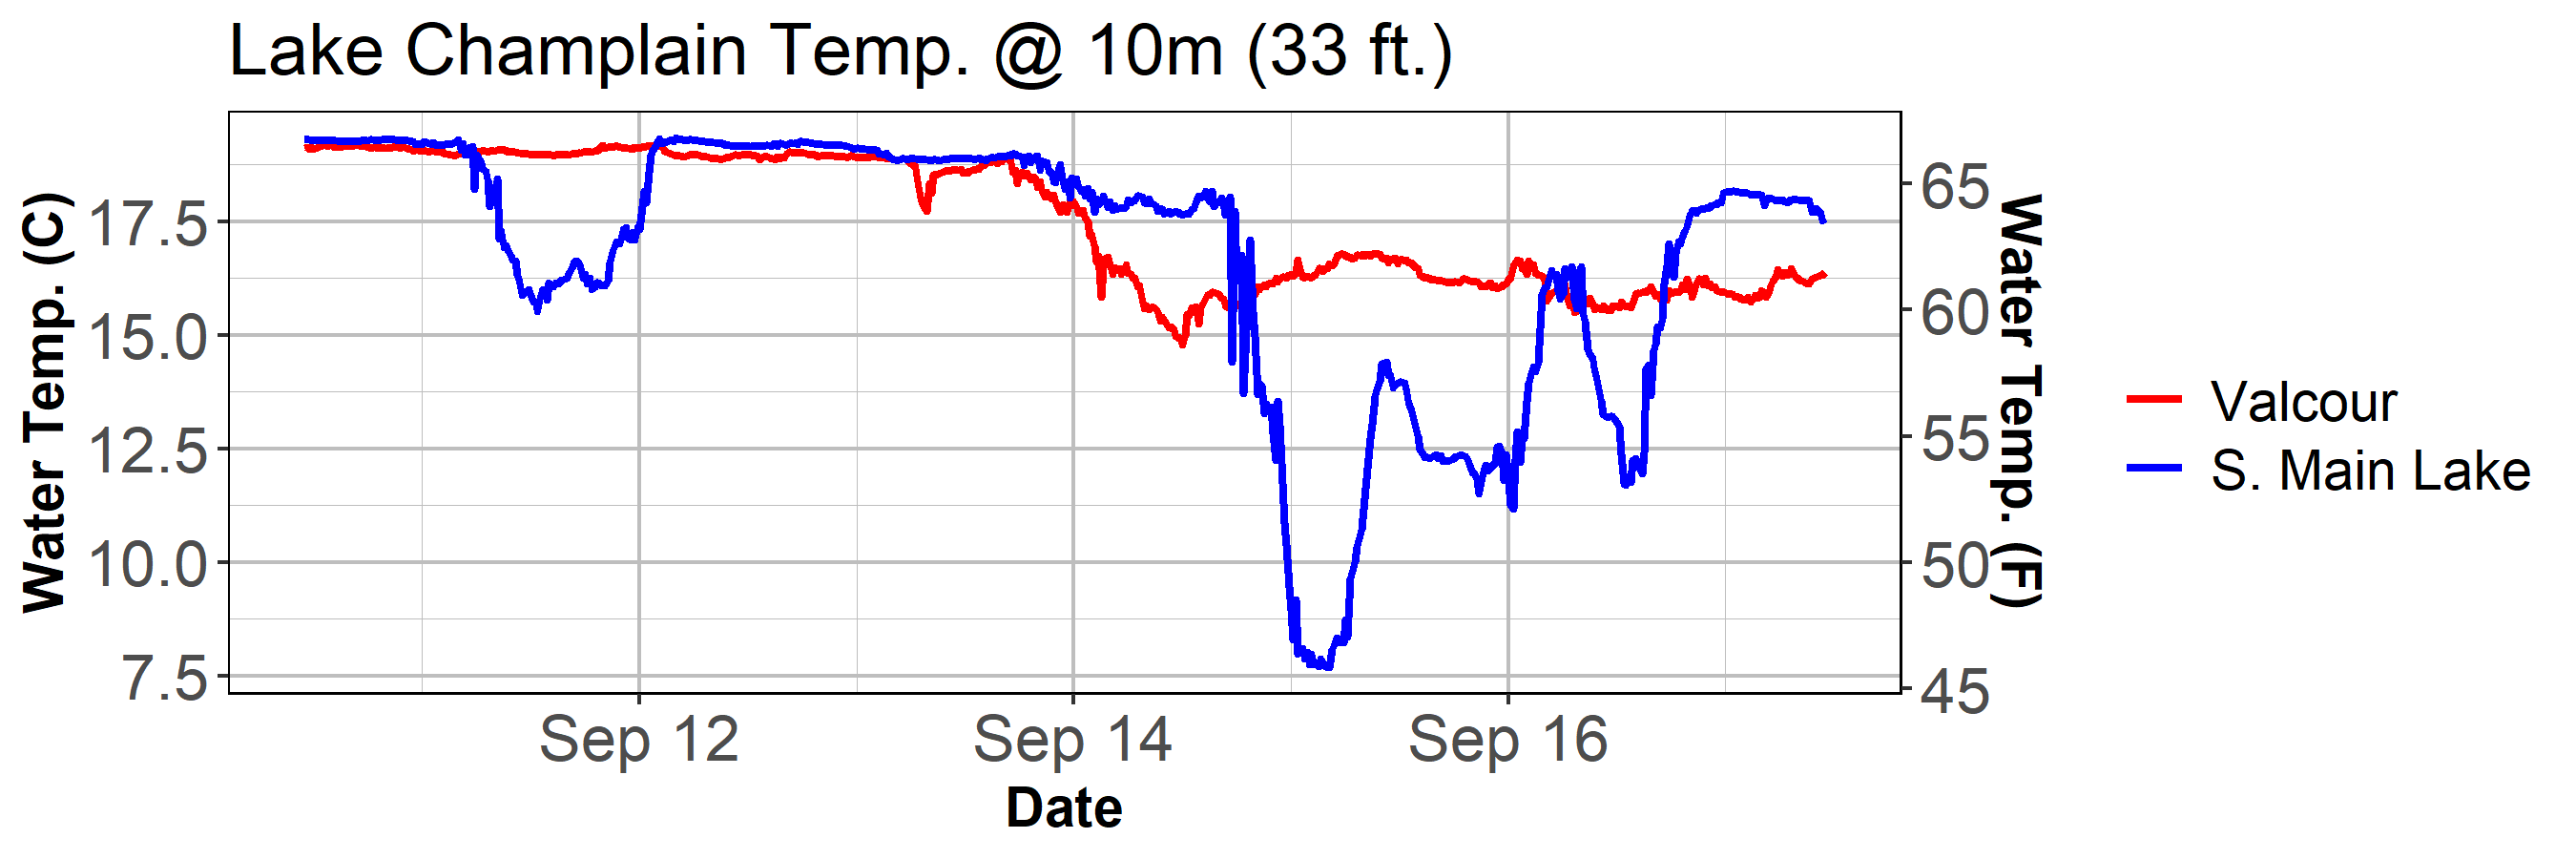 Lake Champlain Temp. @ 10m (33 ft.)
Water Temp. (C)
17.5
15.0
12.5
10.0
7.5
65
60
55
50
45
Water Temp. (F)
Sep 12
Sep 14
Sep 16
Date
Valcour
S. Main Lake